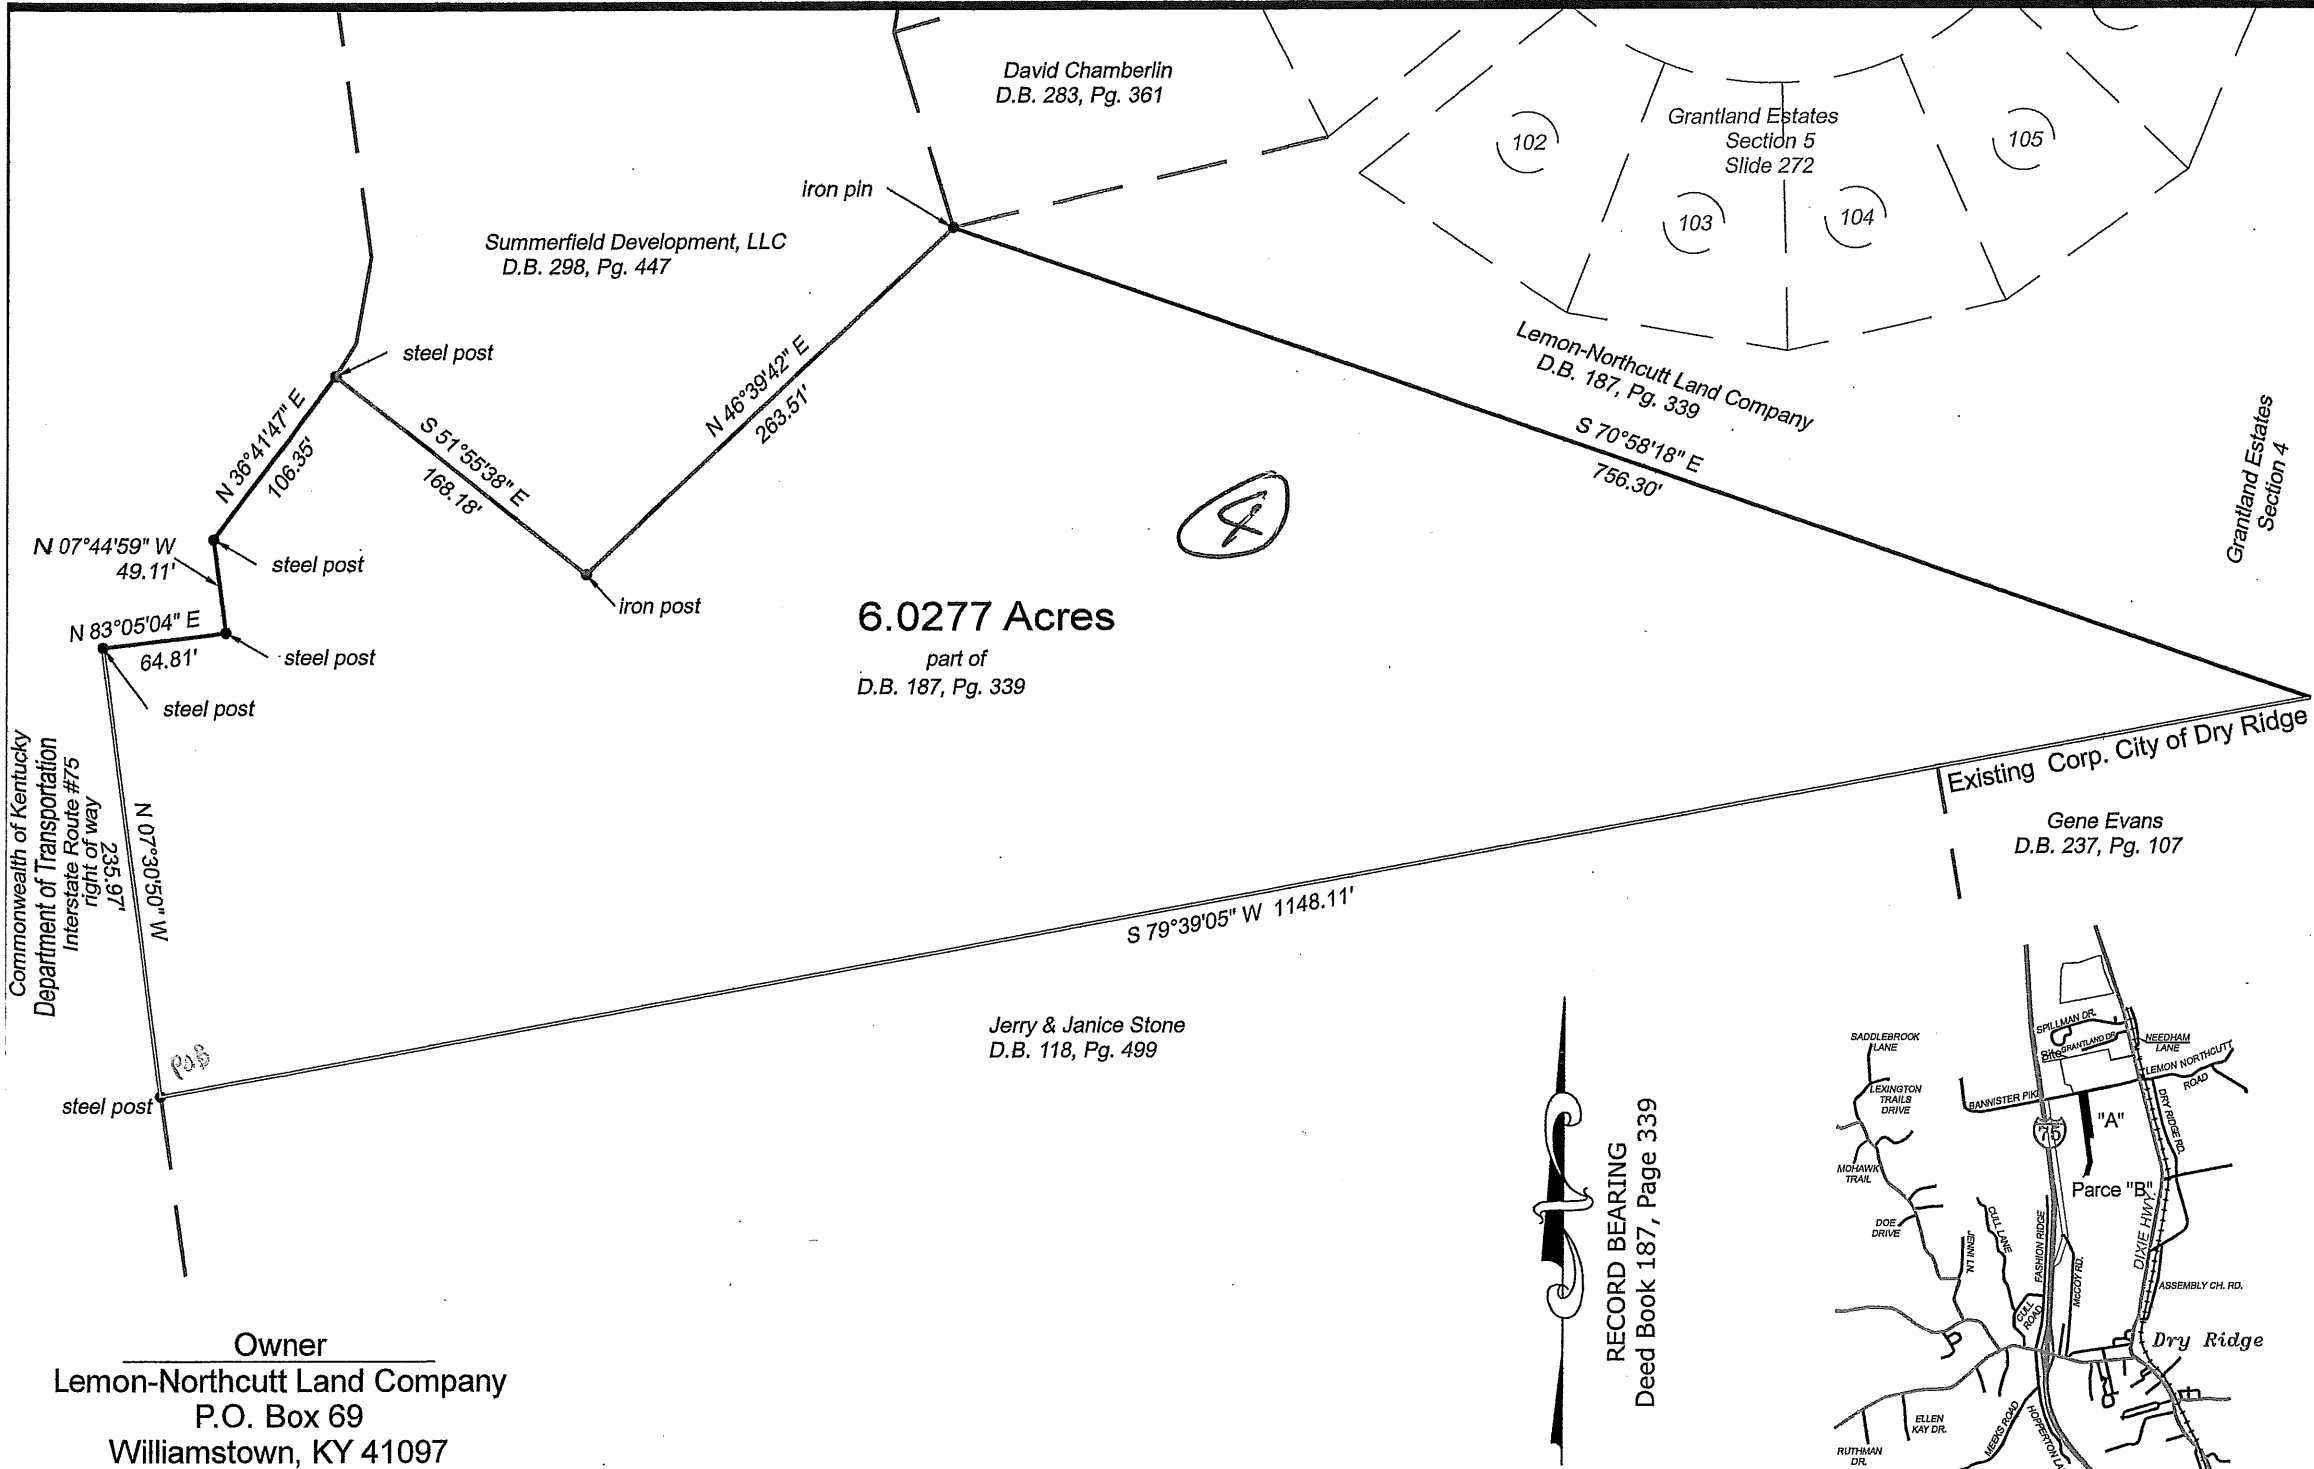 David Chamberlin
D.B. 283, Pg. 361
Grantland Estates
Section 5
Slide 272
102
103
104
105
iron pin
Summerfield Development, LLC
D.B. 298, Pg. 447
steel post
N 36°41'47" E
106.35'
S 51°55'38" E
168.18'
N 46°39'42" E
263.51'
Lemon-Northcutt Land Company
D.B. 187, Pg. 339
S 70°58'18" E
756.30'
Grantland Estates
Section 4
4
N 07°44'59" W
49.11'
steel post
iron post
N 83°05'04" E
64.81'
steel post
steel post
6.0277 Acres
part of
D.B. 187, Pg. 339
Commonwealth of Kentucky
Department of Transportation
Interstate Route #75
right of way
235.97'
N 07°30'50" W
Existing Corp. City of Dry Ridge
Gene Evans
D.B. 237, Pg. 107
S 79°39'05" W 1148.11'
Jerry & Janice Stone
D.B. 118, Pg. 499
POB
steel post
RECORD BEARING
Deed Book 187, Page 339
SPILLMAN DR.
GRANTLAND DR.
Site
NEEDHAM
LANE
LEMON NORTHCUTT
ROAD
SADDLEBROOK
LANE
LEXINGTON
TRAILS
DRIVE
BANNISTER PIKE
"A"
75
DRY RIDGE RD.
MOHAWK
TRAIL
Parce "B"
DOE
DRIVE
JENNI LN.
CULL LANE
FASHION RIDGE
McCOY RD.
DIXIE HWY.
ASSEMBLY CH. RD.
CULL
ROAD
Dry Ridge
ELLEN
KAY DR.
MEEKS ROAD
HOPPERTON LA
RUTHMAN
DR.
Owner
Lemon-Northcutt Land Company
P.O. Box 69
Williamstown, KY 41097